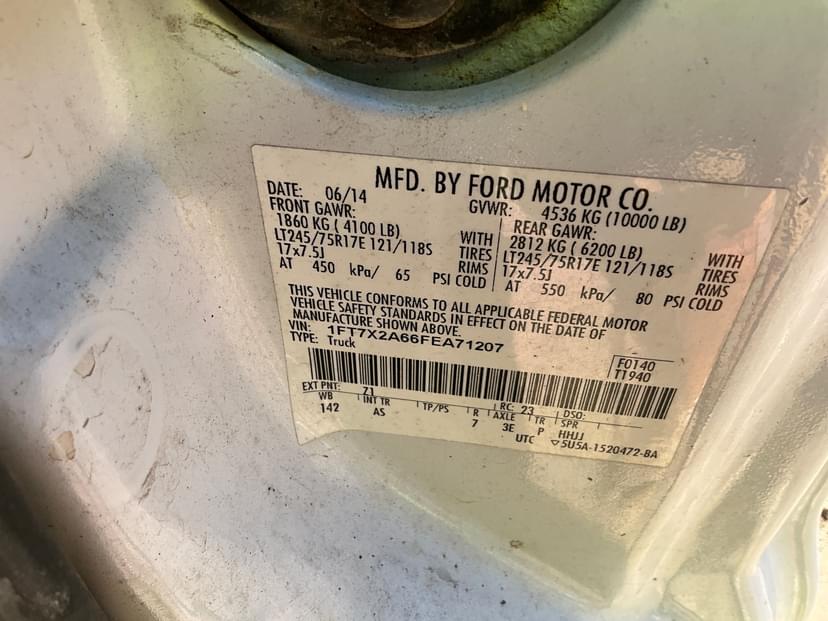 MFD. BY FORD MOTOR CO.
DATE: 06/14 GVWR: 4536 KG (10000 LB)
FRONT GAWR: REAR GAWR:
1860 KG ( 4100 LB) WITH 2812 KG ( 6200 LB) WITH
LT245/75R17E 121/118S TIRES LT245/75R17E 121/118S TIRES
17x7.5J RIMS 17x7.5J RIMS
AT 450 kPa/ 65 PSI COLD AT 550 kPa/ 80 PSI COLD
THIS VEHICLE CONFORMS TO ALL APPLICABLE FEDERAL MOTOR
VEHICLE SAFETY STANDARDS IN EFFECT ON THE DATE OF
MANUFACTURE SHOWN ABOVE.
VIN: 1FT7X2A66FEA71207
TYPE: Truck F0140
T1940
EXT PNT: Z1 RC: 23 DSO:
WB INT TR TP/PS R AXLE TR SPR
142 AS 7 3E P HHJJ
UTC ▽5U5A-1520472-BA